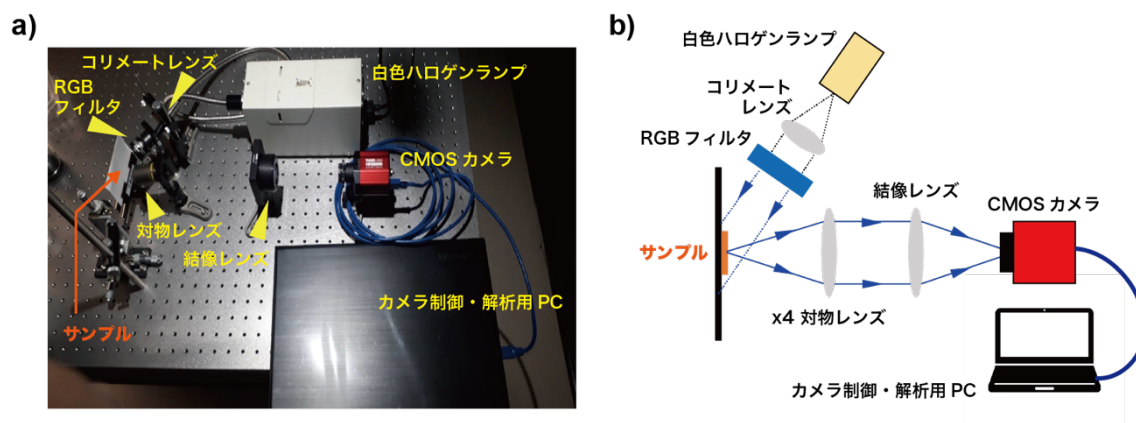 a)
コリメートレンズ
RGB
フィルタ
白色ハロゲンランプ
CMOS カメラ
対物レンズ
結像レンズ
カメラ制御・解析用 PC
サンプル
b)
白色ハロゲンランプ
コリメート
レンズ
RGB フィルタ
結像レンズ
CMOS カメラ
サンプル
x4 対物レンズ
カメラ制御・解析用 PC